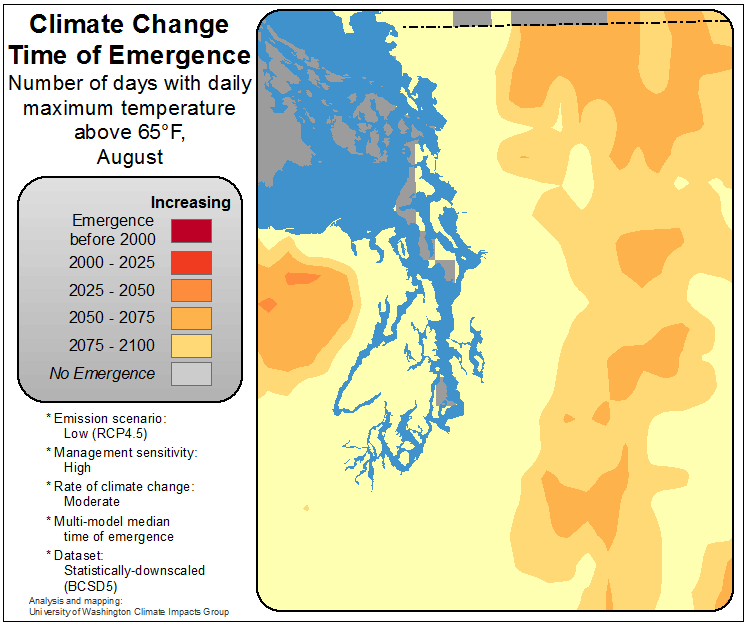 Climate Change
Time of Emergence
Number of days with daily
maximum temperature
above 65°F,
August
Increasing
Emergence
before 2000
2000 - 2025
2025 - 2050
2050 - 2075
2075 - 2100
No Emergence
* Emission scenario:
Low (RCP4.5)
* Management sensitivity:
High
* Rate of climate change:
Moderate
* Multi-model median
time of emergence
* Dataset:
Statistically-downscaled
(BCSD5)
Analysis and mapping:
University of Washington Climate Impacts Group